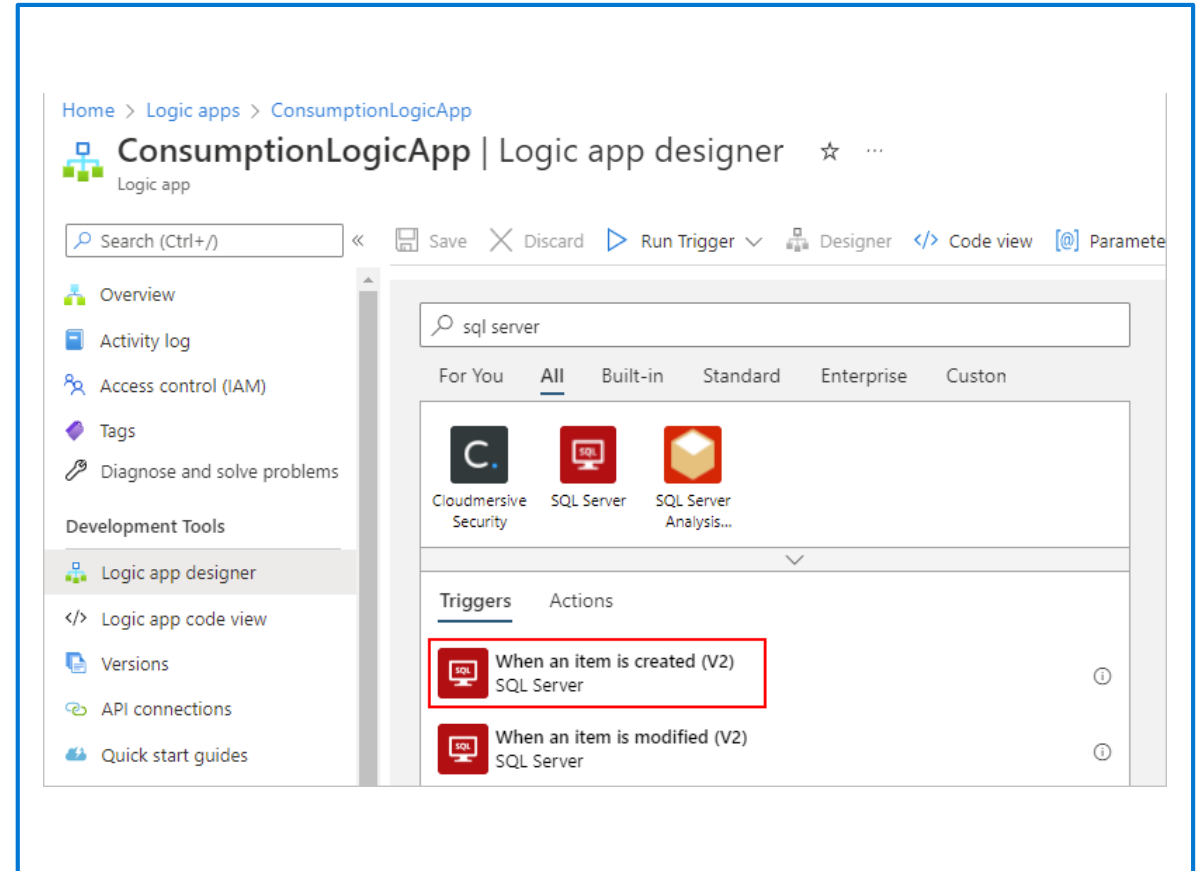 Home > Logic apps > ConsumptionLogicApp
ConsumptionLogicApp | Logic app designer
Logic app
Search (Ctrl+/)
Save Discard Run Trigger Designer Code view Paramete
Overview
Activity log
Access control (IAM)
Tags
Diagnose and solve problems
Development Tools
Logic app designer
Logic app code view
Versions
API connections
Quick start guides
sql server
For You All Built-in Standard Enterprise Custon
C.
SQL
Cloudmersive
Security
SQL Server
SQL Server
Analysis...
Triggers Actions
SQL
When an item is created (V2)
SQL Server
SQL
When an item is modified (V2)
SQL Server